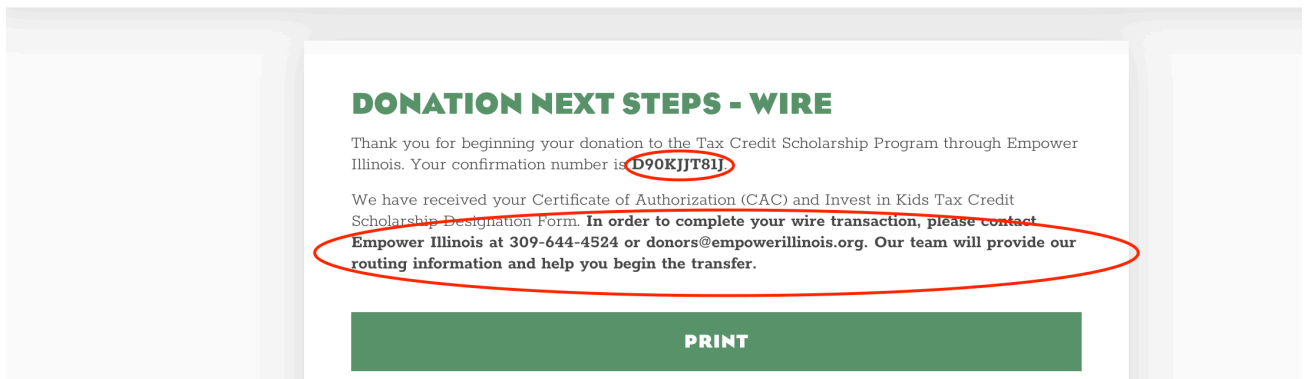 DONATION NEXT STEPS - WIRE
Thank you for beginning your donation to the Tax Credit Scholarship Program through Empower
Illinois. Your confirmation number is D90KJJT81J.
We have received your Certificate of Authorization (CAC) and Invest in Kids Tax Credit
Scholarship Designation Form. In order to complete your wire transaction, please contact
Empower Illinois at 309-644-4524 or donors@empowerillinois.org. Our team will provide our
routing information and help you begin the transfer.
PRINT